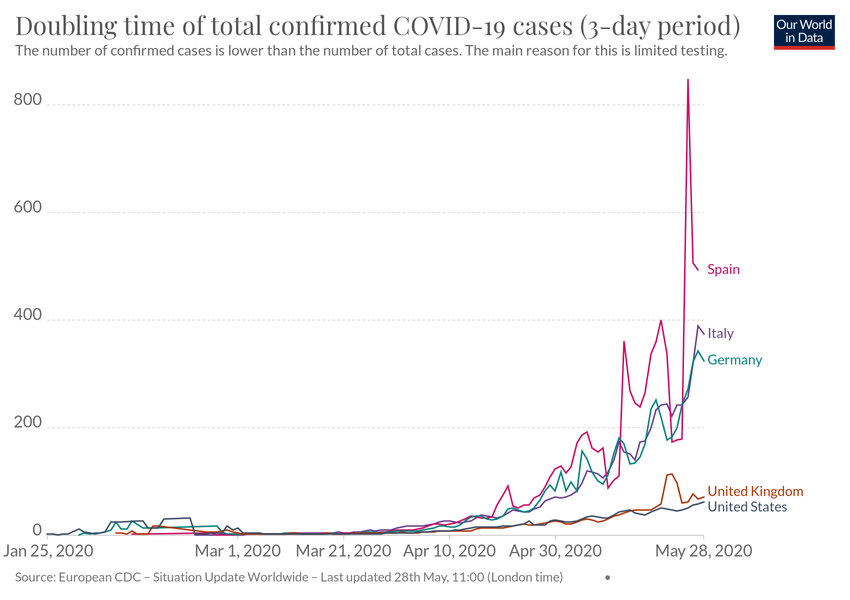 Doubling time of total confirmed COVID-19 cases (3-day period)
The number of confirmed cases is lower than the number of total cases. The main reason for this is limited testing.
Our World
in Data
800
600
400
200
0
Spain
Italy
Germany
United Kingdom
United States
Jan 25, 2020
Mar 1, 2020
Mar 21, 2020
Apr 10, 2020
Apr 30, 2020
May 28, 2020
Source: European CDC – Situation Update Worldwide – Last updated 28th May, 11:00 (London time)